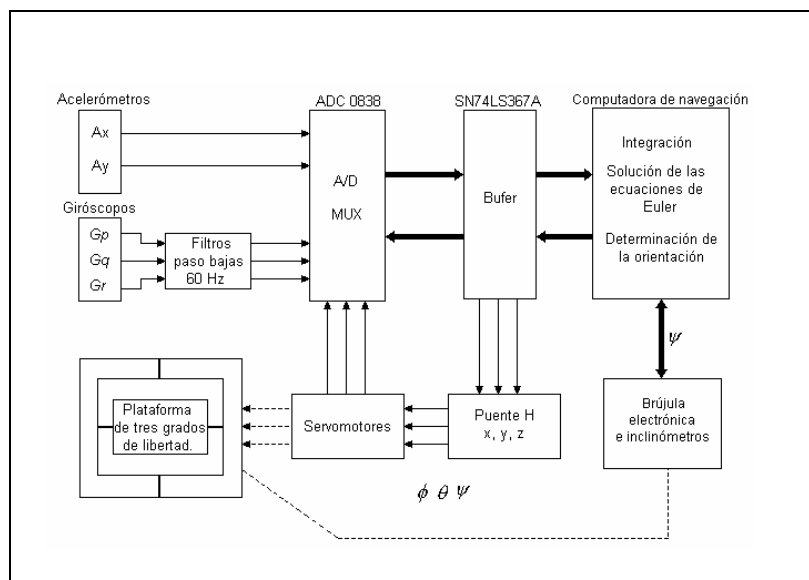 Acelerómetros
Ax
Ay
Giróscopos
Gp
Gq
Gr
Filtros
paso bajas
60 Hz
ADC 0838
A/D
MUX
SN74LS367A
Bufer
Computadora de navegación
Integración
Solución de las
ecuaciones de
Euler
Determinación de
la orientación
ψ
Plataforma
de tres grados
de libertad.
Servomotores
Puente H
x, y, z
Brújula
electrónica
e inclinómetros
ϕ θ ψ